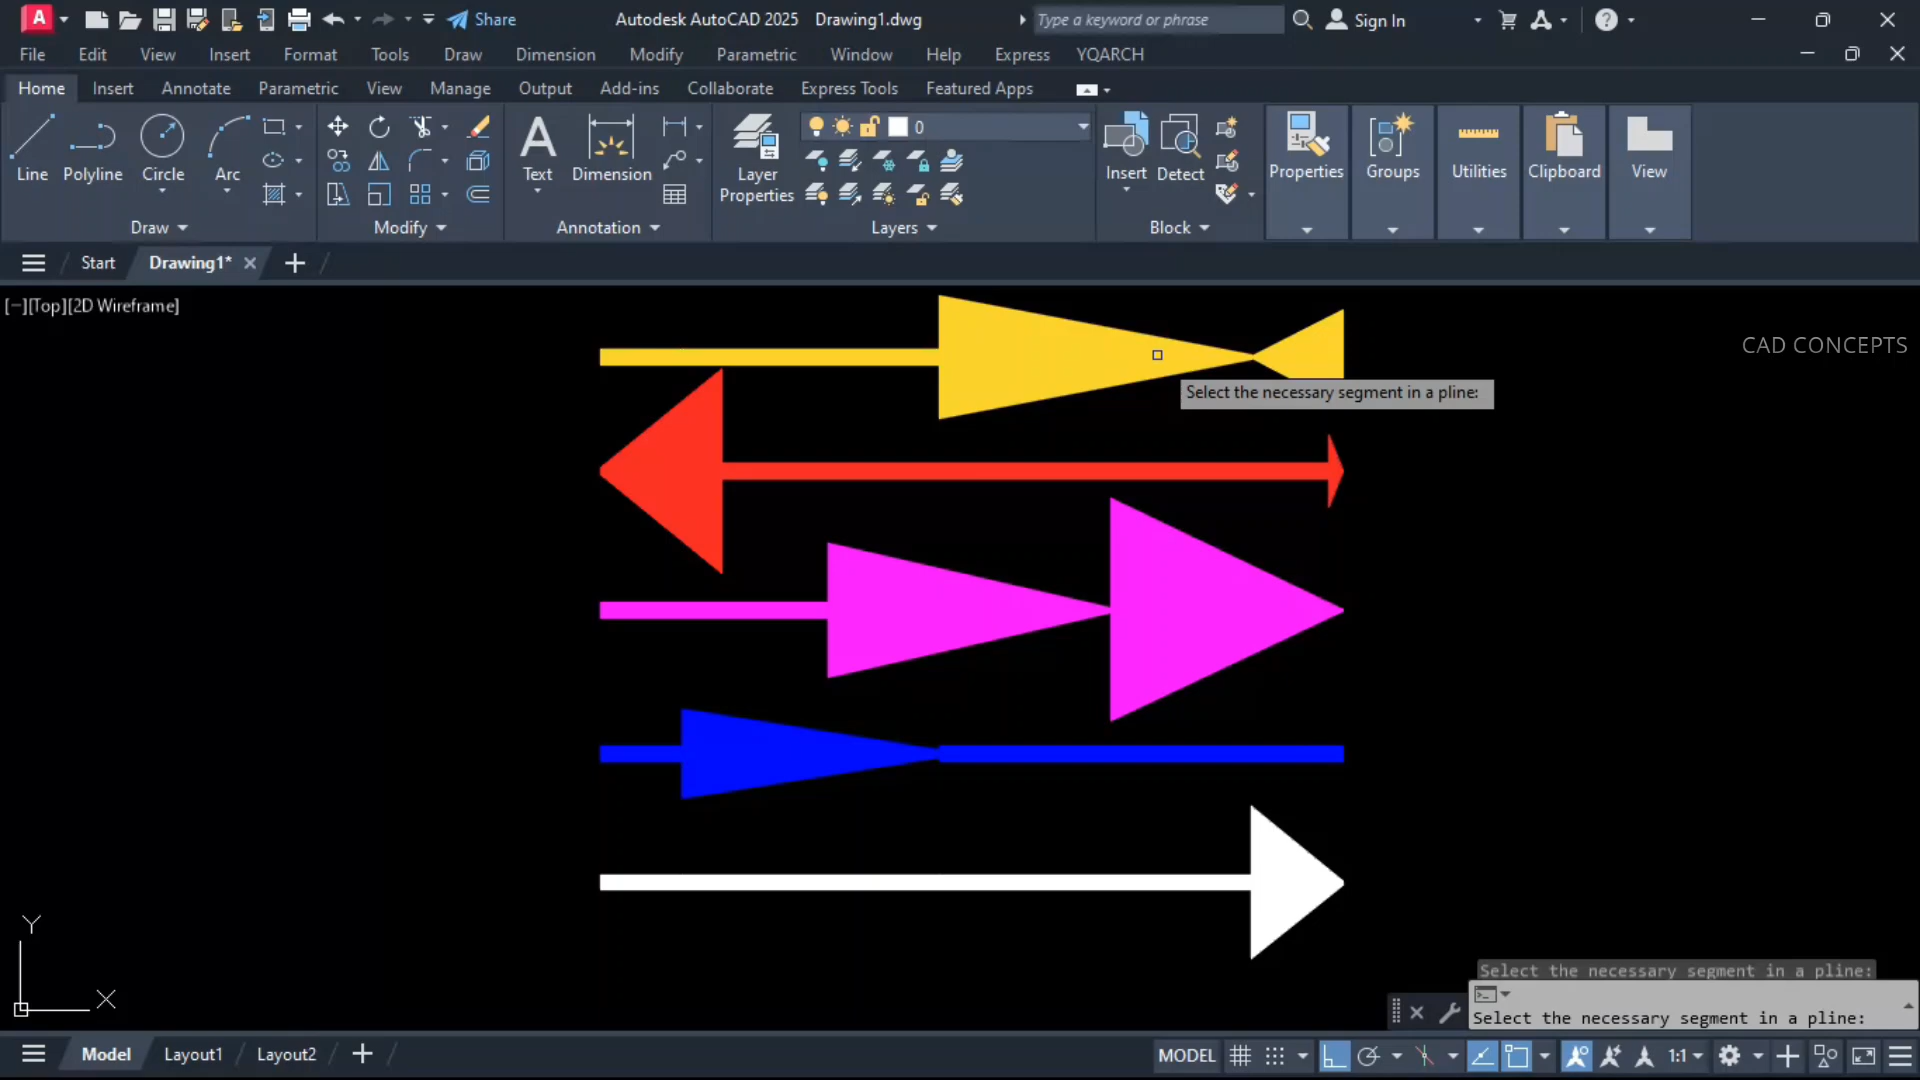 A Share Autodesk AutoCAD 2025 Drawing1.dwg Type a keyword or phrase Sign In
File Edit View Insert Format Tools Draw Dimension Modify Parametric Window Help Express YQARCH
Home Insert Annotate Parametric View Manage Output Add-ins Collaborate Express Tools Featured Apps
0
Line Polyline Circle Arc Text Dimension Layer Properties Insert Detect Properties Groups Utilities Clipboard View
Draw Modify Annotation Layers Block
Start Drawing1*
[−][Top][2D Wireframe]
CAD CONCEPTS
Select the necessary segment in a pline:
Y
X
Select the necessary segment in a pline:
Select the necessary segment in a pline:
Model Layout1 Layout2 MODEL 1:1